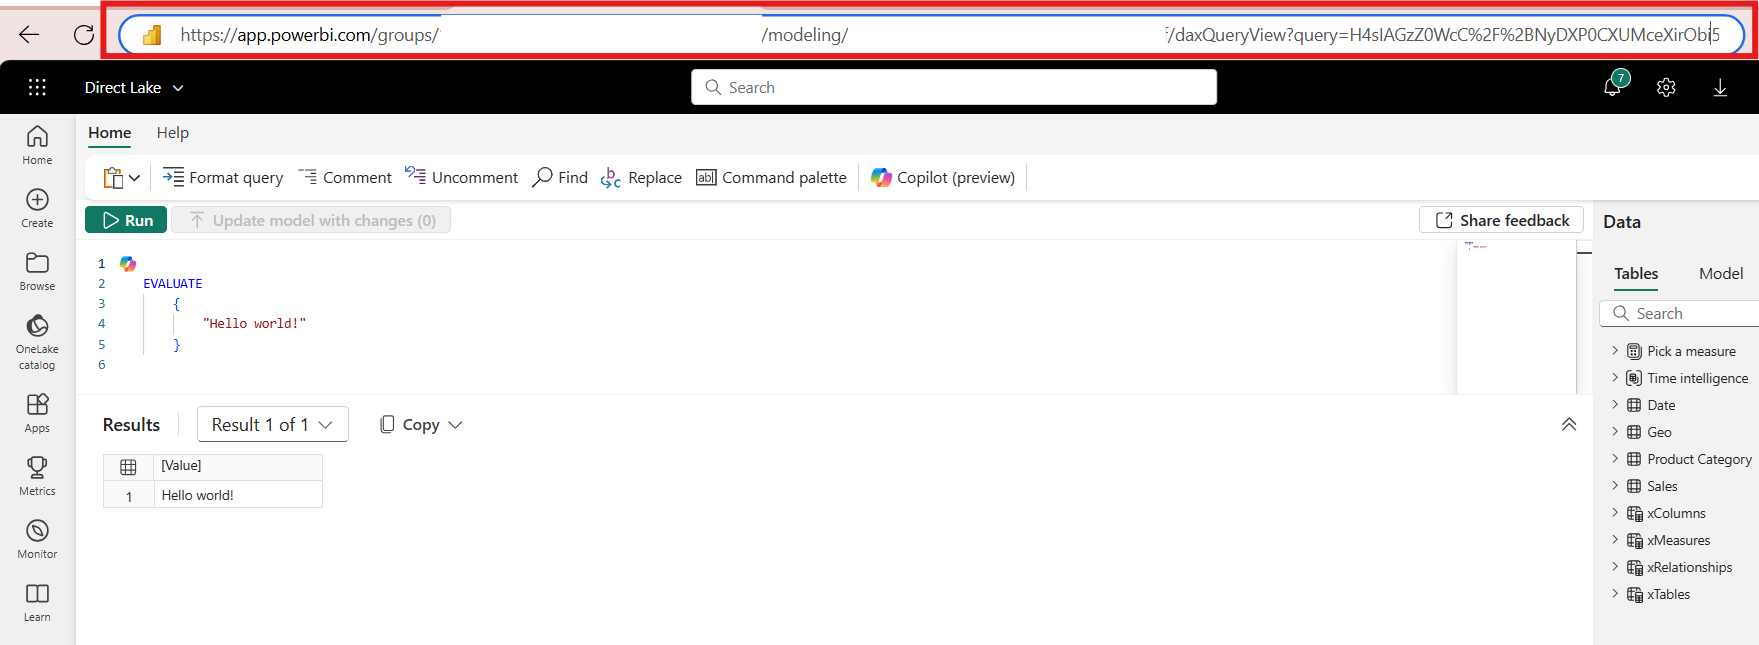 https://app.powerbi.com/groups/
/modeling/
/daxQueryView?query=H4sIAGzZ0WcC%2F%2BNyDXP0CXUMceXirObi5
Direct Lake
Search
7
Home
Create
Browse
OneLake
catalog
Apps
Metrics
Monitor
Learn
Home Help
Format query Comment Uncomment Find Replace Command palette Copilot (preview)
Run Update model with changes (0) Share feedback
1
2 EVALUATE
3 {
4 "Hello world!"
5 }
6
Results Result 1 of 1 Copy
[Value]
1 Hello world!
Data
Tables Model
Search
Pick a measure
Time intelligence
Date
Geo
Product Category
Sales
xColumns
xMeasures
xRelationships
xTables